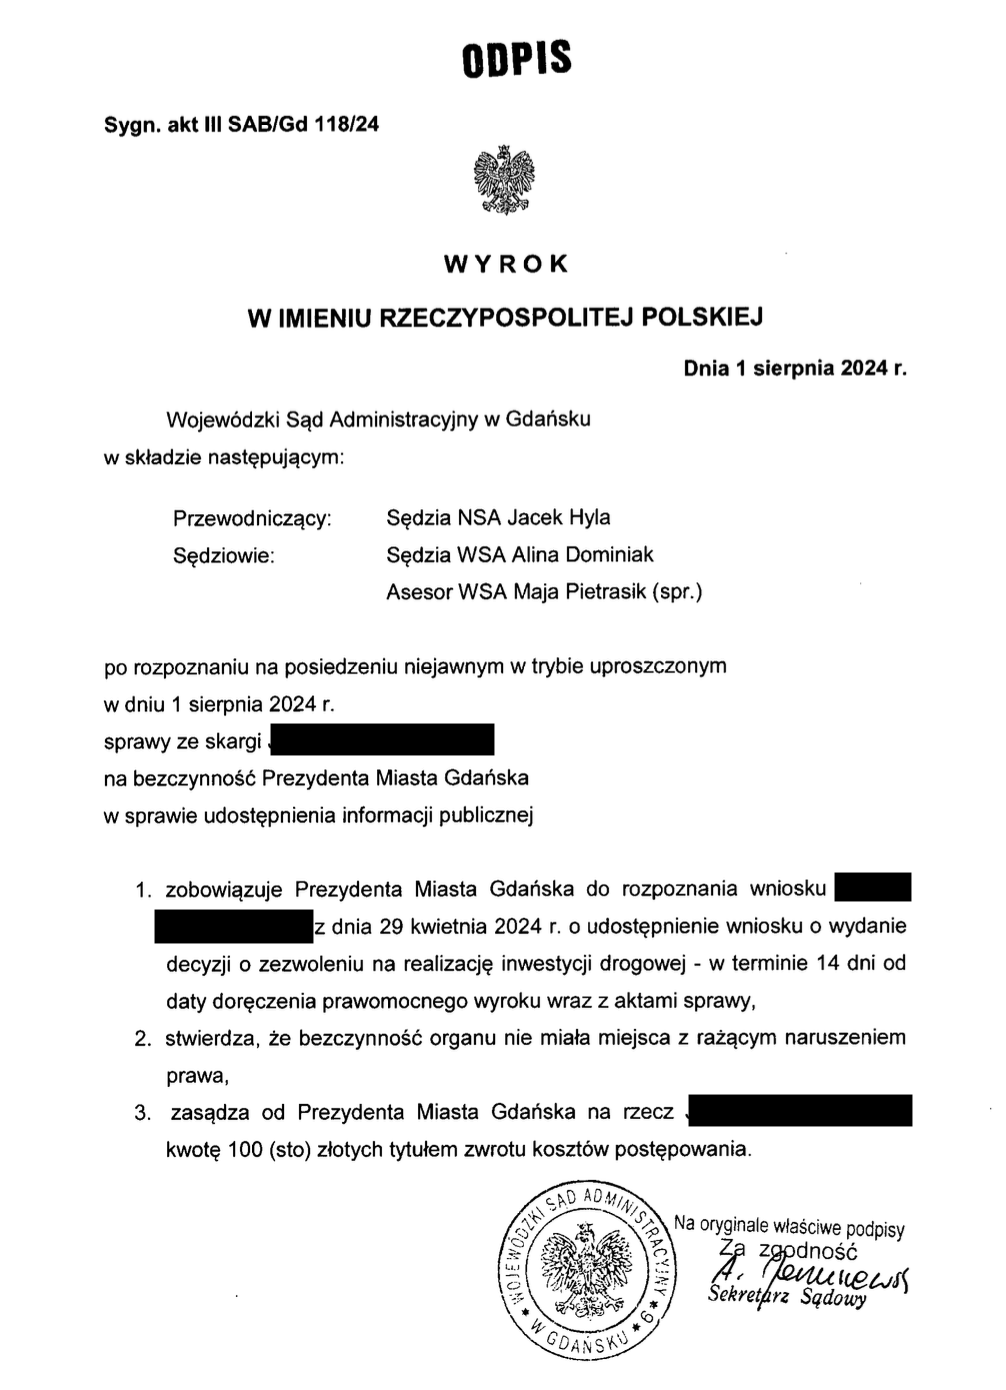 ODPIS
Sygn. akt III SAB/Gd 118/24
WYROK
W IMIENIU RZECZYPOSPOLITEJ POLSKIEJ
Dnia 1 sierpnia 2024 r.
Wojewódzki Sąd Administracyjny w Gdańsku
w składzie następującym:
Przewodniczący: Sędzia NSA Jacek Hyla
Sędziowie: Sędzia WSA Alina Dominiak
Asesor WSA Maja Pietrasik (spr.)
po rozpoznaniu na posiedzeniu niejawnym w trybie uproszczonym
w dniu 1 sierpnia 2024 r.
sprawy ze skargi
na bezczynność Prezydenta Miasta Gdańska
w sprawie udostępnienia informacji publicznej
1. zobowiązuje Prezydenta Miasta Gdańska do rozpoznania wniosku
z dnia 29 kwietnia 2024 r. o udostępnienie wniosku o wydanie
decyzji o zezwoleniu na realizację inwestycji drogowej - w terminie 14 dni od
daty doręczenia prawomocnego wyroku wraz z aktami sprawy,
2. stwierdza, że bezczynność organu nie miała miejsca z rażącym naruszeniem
prawa,
3. zasądza od Prezydenta Miasta Gdańska na rzecz
kwotę 100 (sto) złotych tytułem zwrotu kosztów postępowania.
WOJEWÓDZKI SĄD ADMINISTRACYJNY
W GDAŃSKU 6
Na oryginale właściwe podpisy
Za zgodność
A.
Sekretarz Sądowy